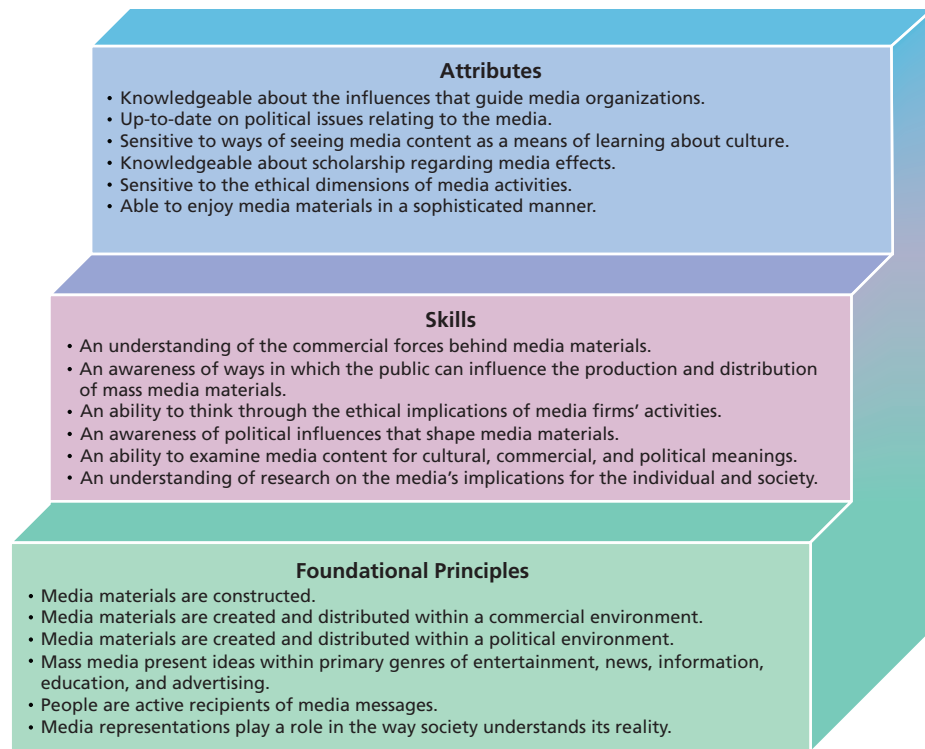 Attributes
• Knowledgeable about the influences that guide media organizations.
• Up-to-date on political issues relating to the media.
• Sensitive to ways of seeing media content as a means of learning about culture.
• Knowledgeable about scholarship regarding media effects.
• Sensitive to the ethical dimensions of media activities.
• Able to enjoy media materials in a sophisticated manner.
Skills
• An understanding of the commercial forces behind media materials.
• An awareness of ways in which the public can influence the production and distribution
of mass media materials.
• An ability to think through the ethical implications of media firms’ activities.
• An awareness of political influences that shape media materials.
• An ability to examine media content for cultural, commercial, and political meanings.
• An understanding of research on the media’s implications for the individual and society.
Foundational Principles
• Media materials are constructed.
• Media materials are created and distributed within a commercial environment.
• Media materials are created and distributed within a political environment.
• Mass media present ideas within primary genres of entertainment, news, information,
education, and advertising.
• People are active recipients of media messages.
• Media representations play a role in the way society understands its reality.